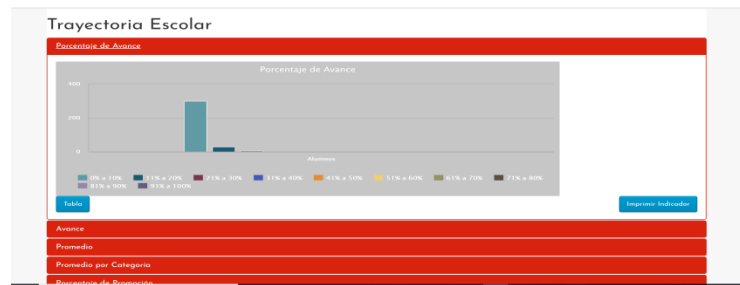 Trayectoria Escolar
Porcentaje de Avance
Porcentaje de Avance
400
200
0
Alumnos
0% a 10% 11% a 20% 21% a 30% 31% a 40% 41% a 50% 51% a 60% 61% a 70% 71% a 80%
81% a 90% 91% a 100%
Tabla Imprimir Indicador
Avance
Promedio
Promedio por Categoría
Porcentaje de Promoción